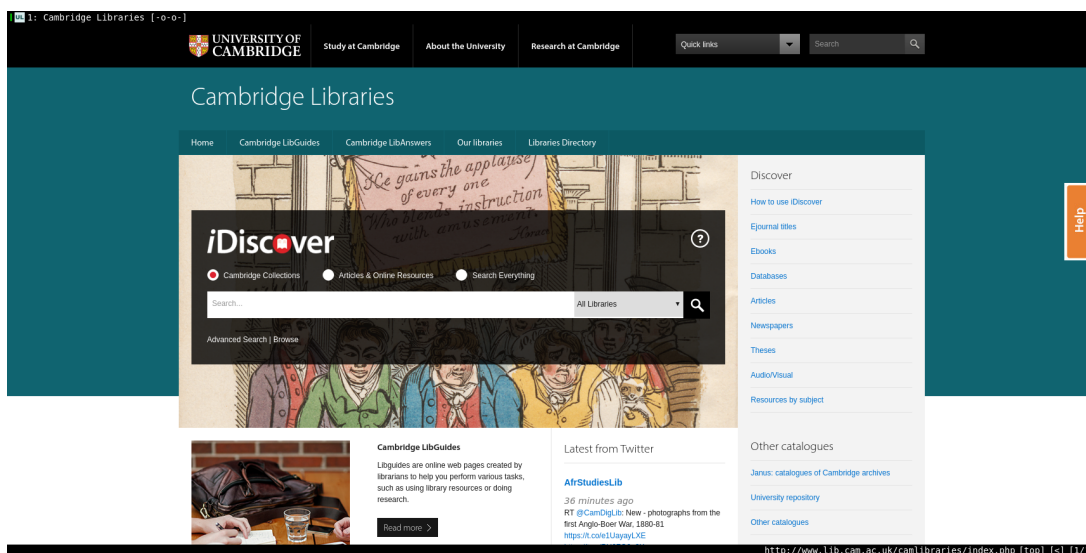 UL 1: Cambridge Libraries [-o-o-]
UNIVERSITY OF
CAMBRIDGE
Study at Cambridge
About the University
Research at Cambridge
Quick links
Search
Cambridge Libraries
Home
Cambridge LibGuides
Cambridge LibAnswers
Our libraries
Libraries Directory
He gains the applause
of every one
Who blends instruction
with amusement.
iDiscover
?
Cambridge Collections
Articles & Online Resources
Search Everything
Search...
All Libraries
Advanced Search | Browse
Discover
How to use iDiscover
Ejournal titles
Ebooks
Databases
Articles
Newspapers
Theses
Audio/Visual
Resources by subject
Help
Cambridge LibGuides
Libguides are online web pages created by
librarians to help you perform various tasks,
such as using library resources or doing
research.
Read more >
Latest from Twitter
AfrStudiesLib
36 minutes ago
RT @CamDigLib: New - photographs from the
first Anglo-Boer War, 1880-81
https://t.co/e1UayayLXE
Other catalogues
Janus: catalogues of Cambridge archives
University repository
Other catalogues
http://www.lib.cam.ac.uk/camlibraries/index.php [top] [<] [1/